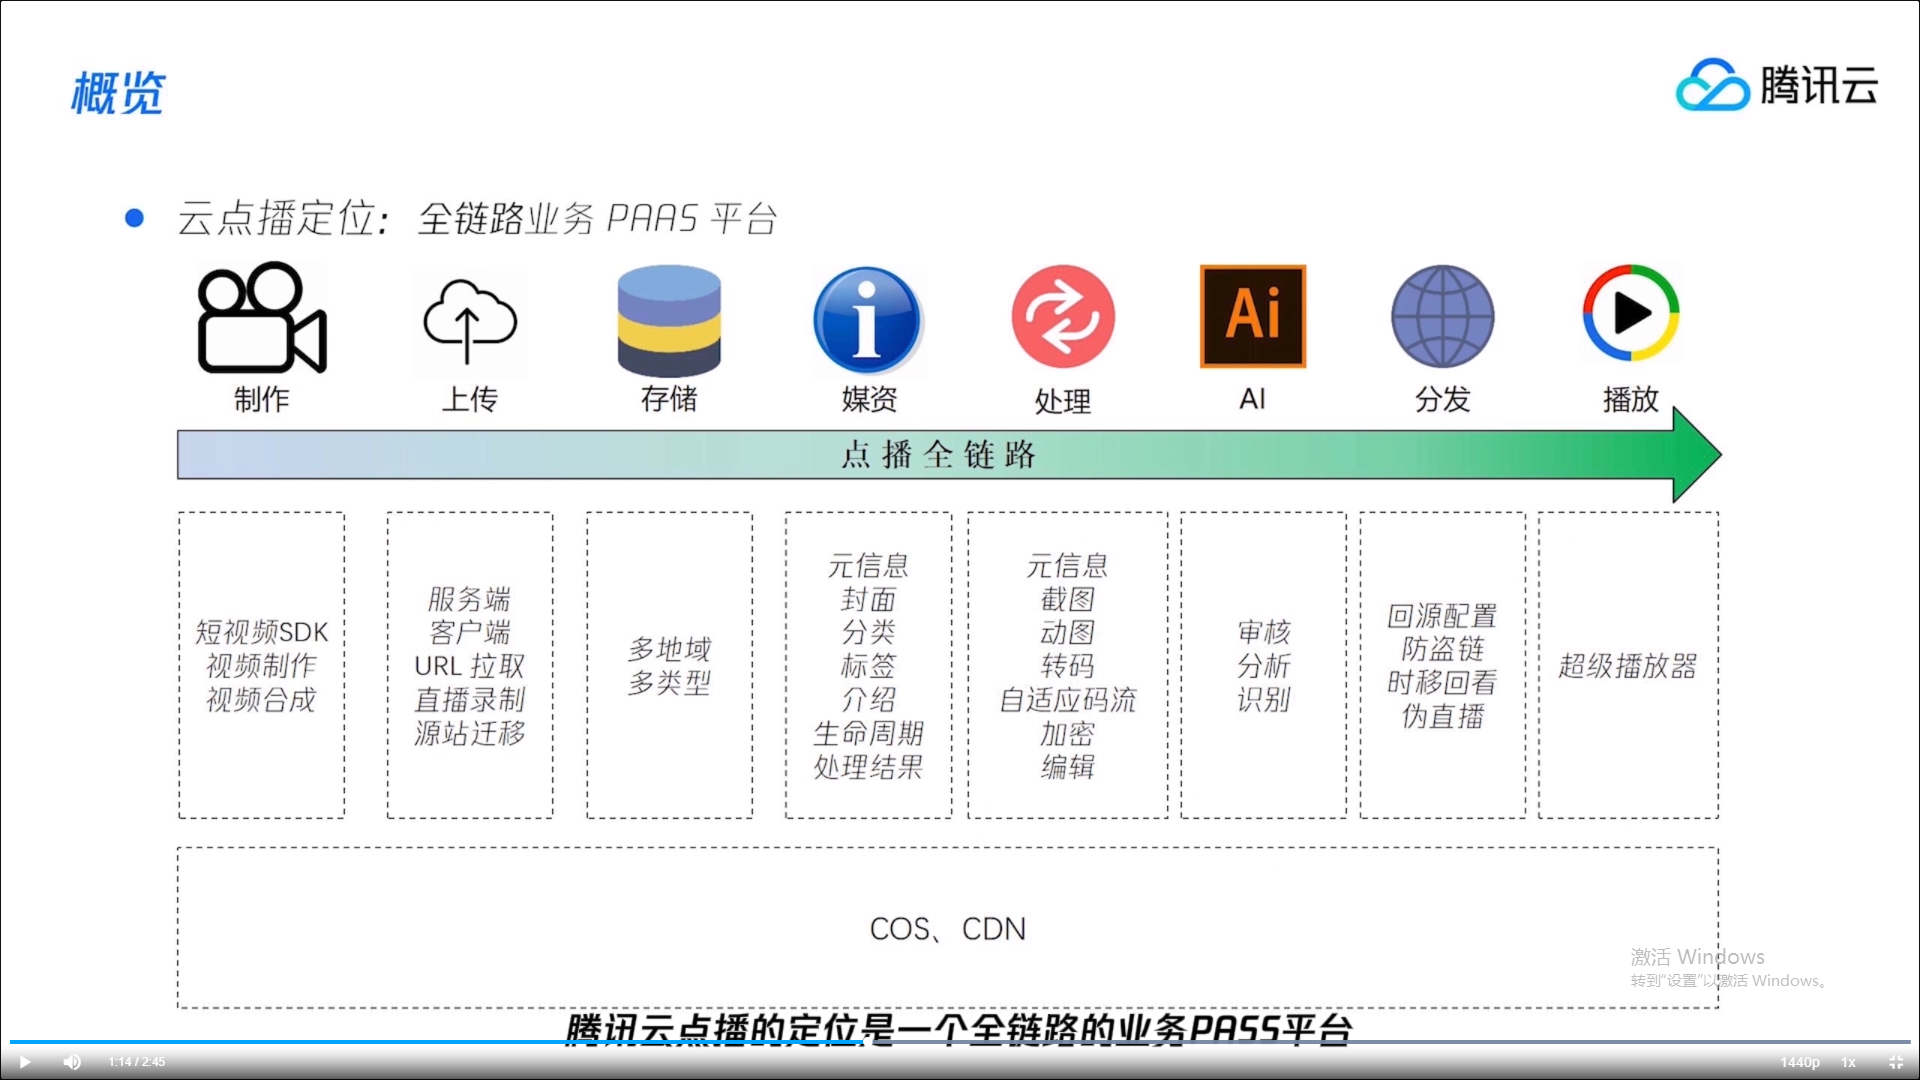 概览
腾讯云
云点播定位：全链路业务 PAAS 平台
Ai
制作
上传
存储
媒资
处理
AI
分发
播放
点播全链路
短视频SDK
视频制作
视频合成
服务端
客户端
URL 拉取
直播录制
源站迁移
多地域
多类型
元信息
封面
分类
标签
介绍
生命周期
处理结果
元信息
截图
动图
转码
自适应码流
加密
编辑
审核
分析
识别
回源配置
防盗链
时移回看
伪直播
超级播放器
COS、CDN
激活 Windows
转到“设置”以激活 Windows。
腾讯云点播的定位是一个全链路的业务PASS平台
1:14 / 2:45
1440p
1x